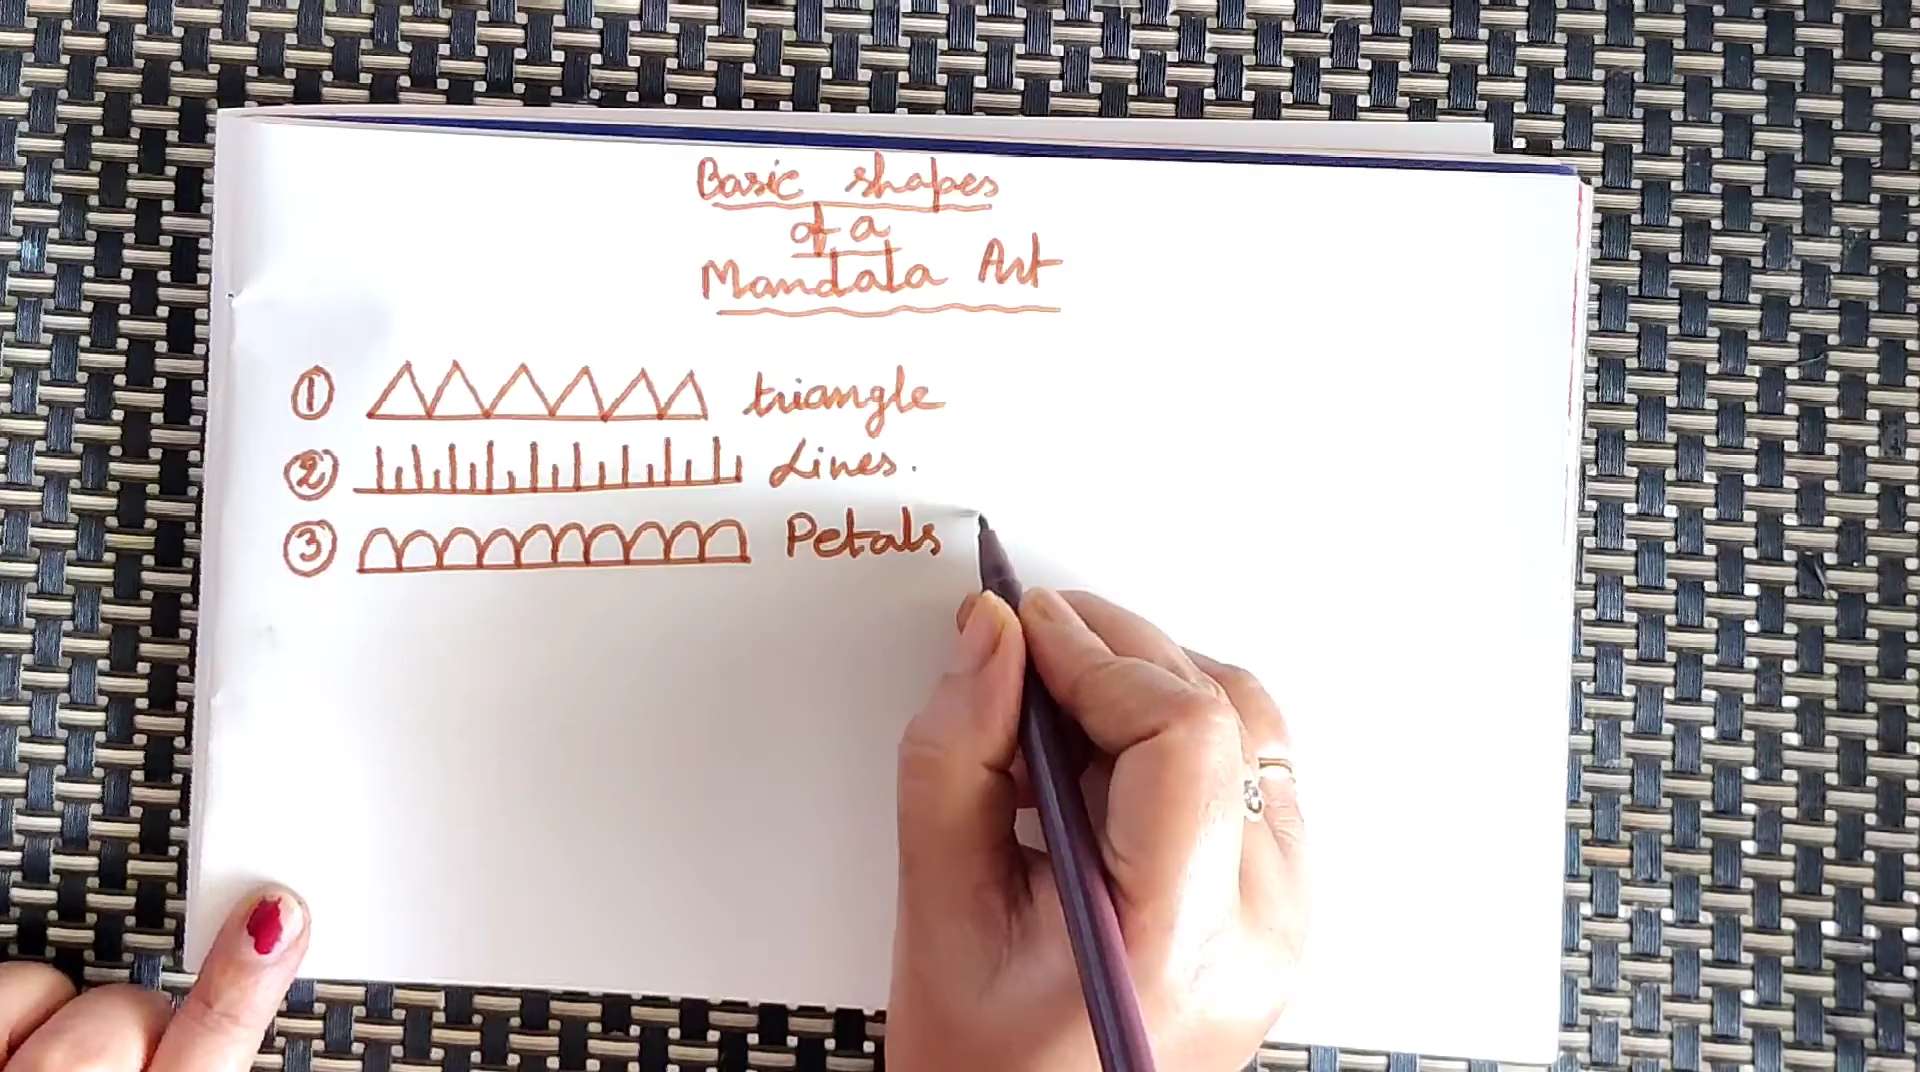 Basic shapes
of a
Mandala Art
① triangle
② Lines.
③ Petals